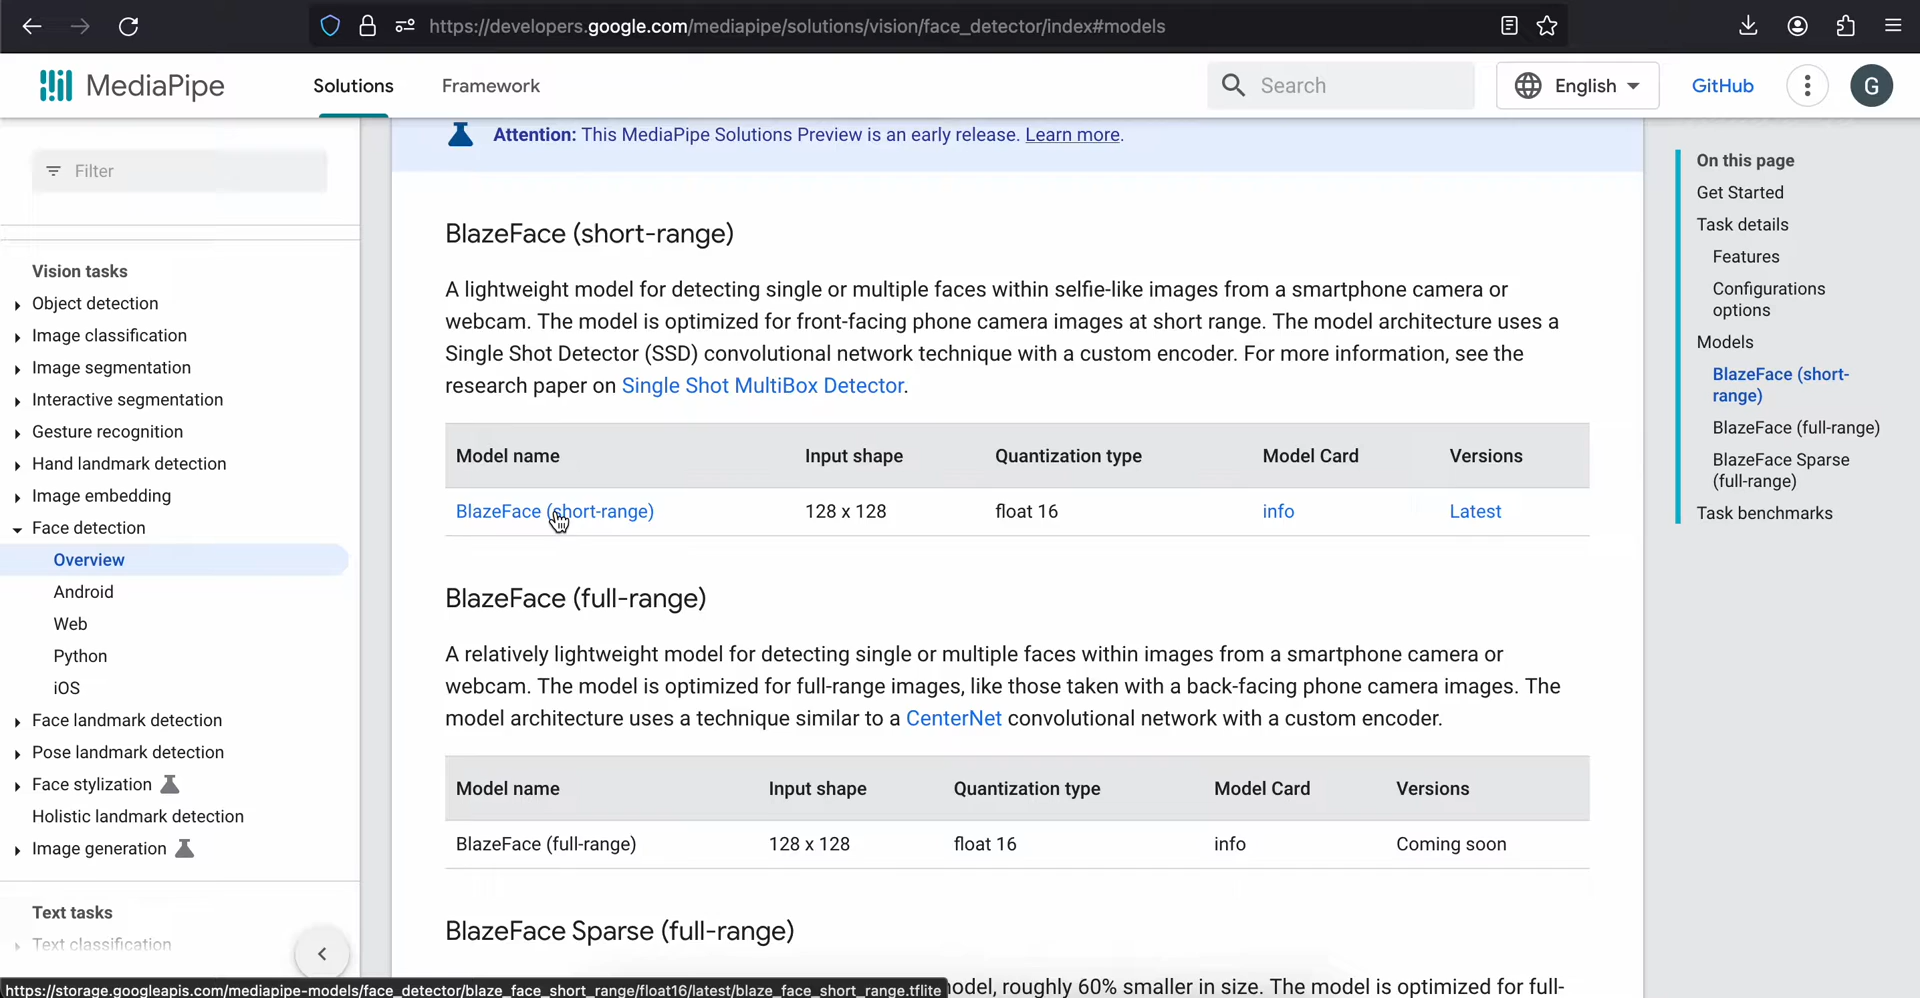 https://developers.google.com/mediapipe/solutions/vision/face_detector/index#models
MediaPipe
Solutions
Framework
Search
English
GitHub
G
Filter
Vision tasks
Object detection
Image classification
Image segmentation
Interactive segmentation
Gesture recognition
Hand landmark detection
Image embedding
Face detection
Overview
Android
Web
Python
iOS
Face landmark detection
Pose landmark detection
Face stylization
Holistic landmark detection
Image generation
Text tasks
Text classification
Attention: This MediaPipe Solutions Preview is an early release. Learn more.
BlazeFace (short-range)
A lightweight model for detecting single or multiple faces within selfie-like images from a smartphone camera or
webcam. The model is optimized for front-facing phone camera images at short range. The model architecture uses a
Single Shot Detector (SSD) convolutional network technique with a custom encoder. For more information, see the
research paper on Single Shot MultiBox Detector.
Model name Input shape Quantization type Model Card Versions
BlazeFace (short-range) 128 x 128 float 16 info Latest
BlazeFace (full-range)
A relatively lightweight model for detecting single or multiple faces within images from a smartphone camera or
webcam. The model is optimized for full-range images, like those taken with a back-facing phone camera images. The
model architecture uses a technique similar to a CenterNet convolutional network with a custom encoder.
Model name Input shape Quantization type Model Card Versions
BlazeFace (full-range) 128 x 128 float 16 info Coming soon
BlazeFace Sparse (full-range)
model, roughly 60% smaller in size. The model is optimized for full-
On this page
Get Started
Task details
Features
Configurations
options
Models
BlazeFace (short-
range)
BlazeFace (full-range)
BlazeFace Sparse
(full-range)
Task benchmarks
https://storage.googleapis.com/mediapipe-models/face_detector/blaze_face_short_range/float16/latest/blaze_face_short_range.tflite